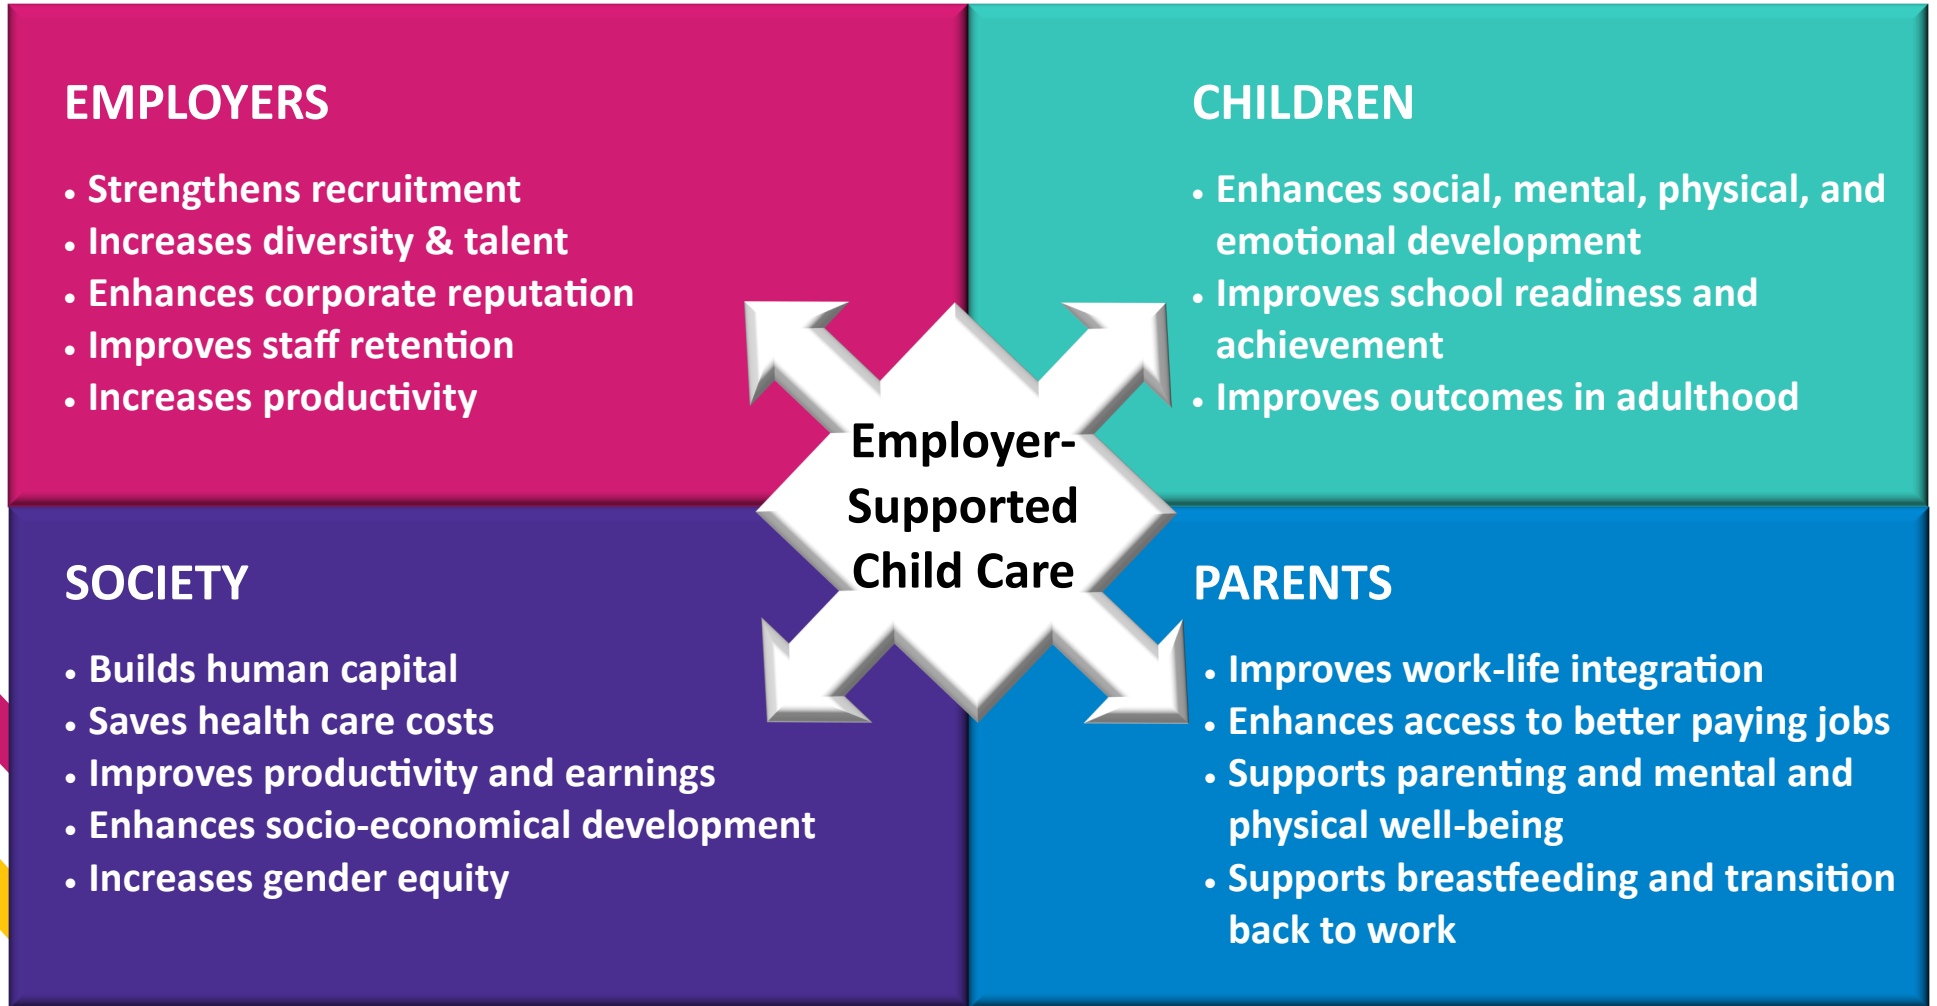 EMPLOYERS
• Strengthens recruitment
• Increases diversity & talent
• Enhances corporate reputation
• Improves staff retention
• Increases productivity
CHILDREN
• Enhances social, mental, physical, and
emotional development
• Improves school readiness and
achievement
• Improves outcomes in adulthood
Employer-
Supported
Child Care
SOCIETY
• Builds human capital
• Saves health care costs
• Improves productivity and earnings
• Enhances socio-economical development
• Increases gender equity
PARENTS
• Improves work-life integration
• Enhances access to better paying jobs
• Supports parenting and mental and
physical well-being
• Supports breastfeeding and transition
back to work